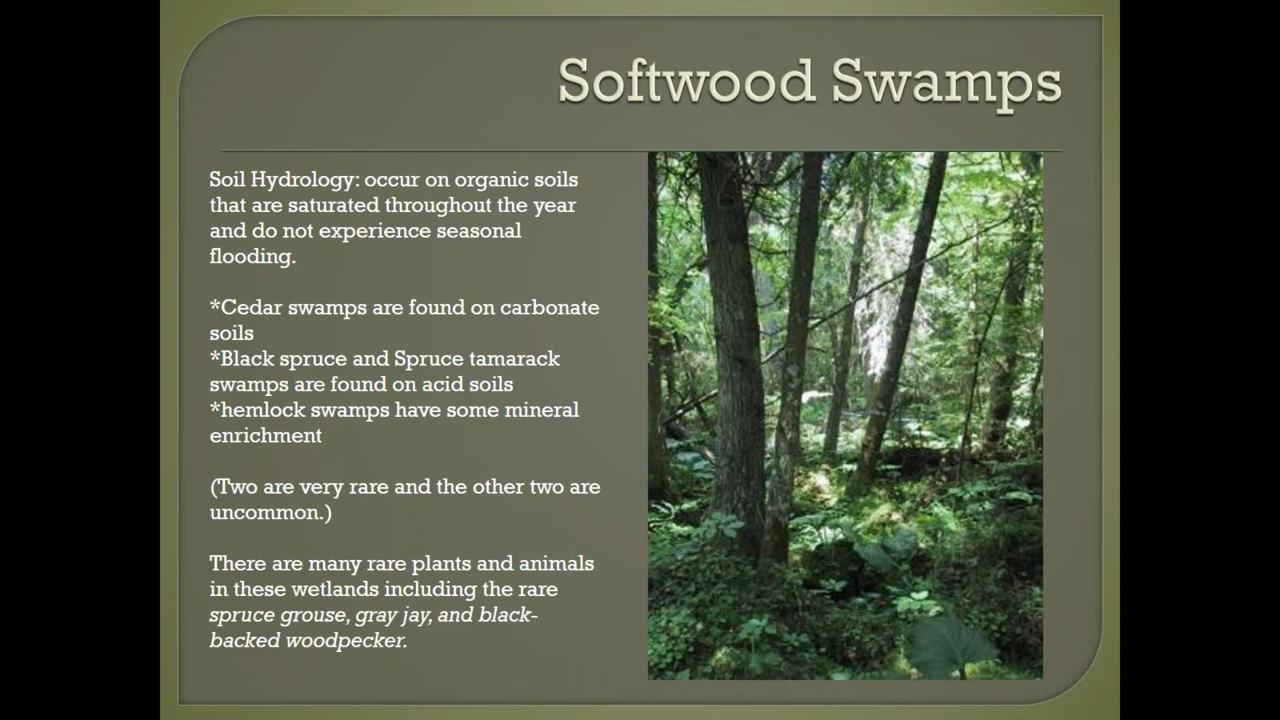 Softwood Swamps
Soil Hydrology: occur on organic soils
that are saturated throughout the year
and do not experience seasonal
flooding.
*Cedar swamps are found on carbonate
soils
*Black spruce and Spruce tamarack
swamps are found on acid soils
*hemlock swamps have some mineral
enrichment
(Two are very rare and the other two are
uncommon.)
There are many rare plants and animals
in these wetlands including the rare
spruce grouse, gray jay, and black-
backed woodpecker.